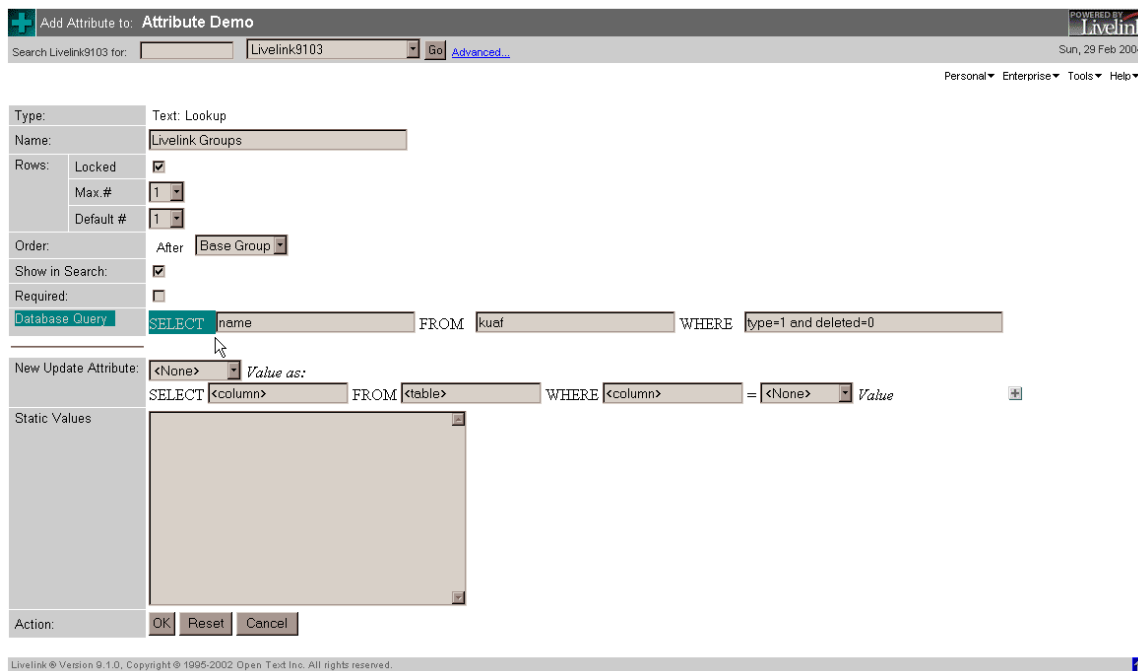 Add Attribute to: Attribute Demo
POWERED BY
Livelink
Search Livelink9103 for: Livelink9103 Go Advanced...
Sun, 29 Feb 200
Personal Enterprise Tools Help
Type: Text: Lookup
Name: Livelink Groups
Rows: Locked
Max.# 1
Default # 1
Order: After Base Group
Show in Search:
Required:
Database Query SELECT name FROM kuaf WHERE type=1 and deleted=0
New Update Attribute: <None> Value as:
SELECT <column> FROM <table> WHERE <column> = <None> Value
Static Values
Action: OK Reset Cancel
Livelink ® Version 9.1.0, Copyright © 1995-2002 Open Text Inc. All rights reserved.